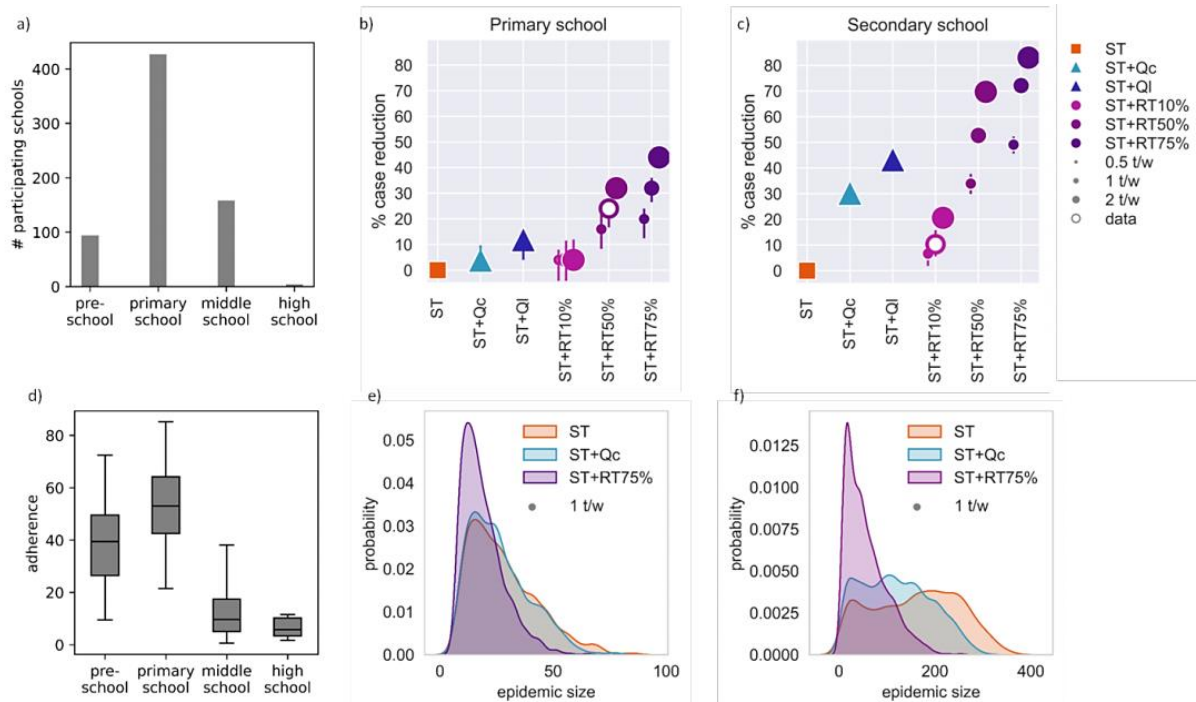 a)
# participating schools
400
300
200
100
0
pre-
school
primary
school
middle
school
high
school
b)
Primary school
% case reduction
80
70
60
50
40
30
20
10
0
ST
ST+Qc
ST+Ql
ST+RT10%
ST+RT50%
ST+RT75%
c)
Secondary school
% case reduction
80
70
60
50
40
30
20
10
0
ST
ST+Qc
ST+Ql
ST+RT10%
ST+RT50%
ST+RT75%
ST
ST+Qc
ST+Ql
ST+RT10%
ST+RT50%
ST+RT75%
0.5 t/w
1 t/w
2 t/w
data
d)
adherence
80
60
40
20
0
pre-
school
primary
school
middle
school
high
school
e)
probability
0.05
0.04
0.03
0.02
0.01
0.00
ST
ST+Qc
ST+RT75%
1 t/w
0
50
100
epidemic size
f)
probability
0.0125
0.0100
0.0075
0.0050
0.0025
0.0000
ST
ST+Qc
ST+RT75%
1 t/w
0
200
400
epidemic size